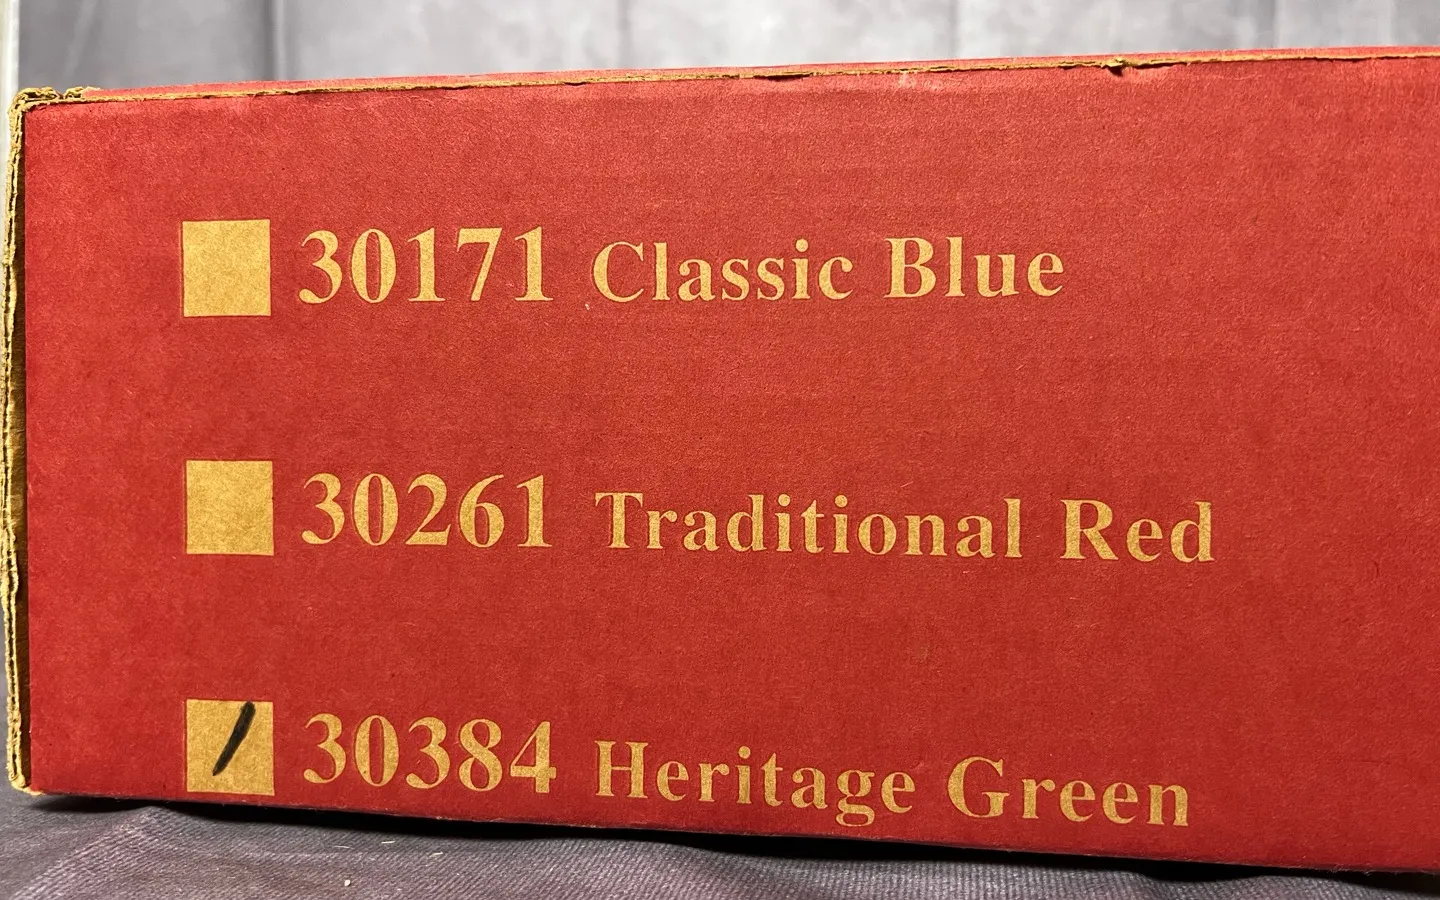 30171 Classic Blue
30261 Traditional Red
30384 Heritage Green